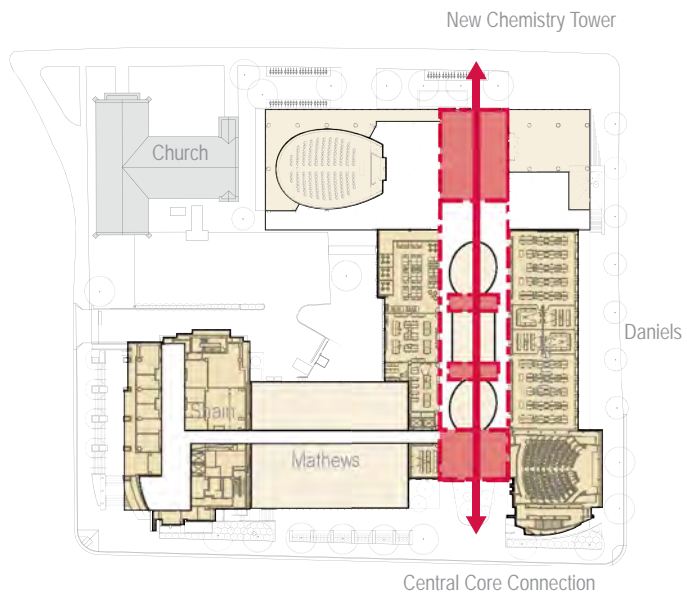 New Chemistry Tower
Church
Daniels
Shain
Mathews
Central Core Connection